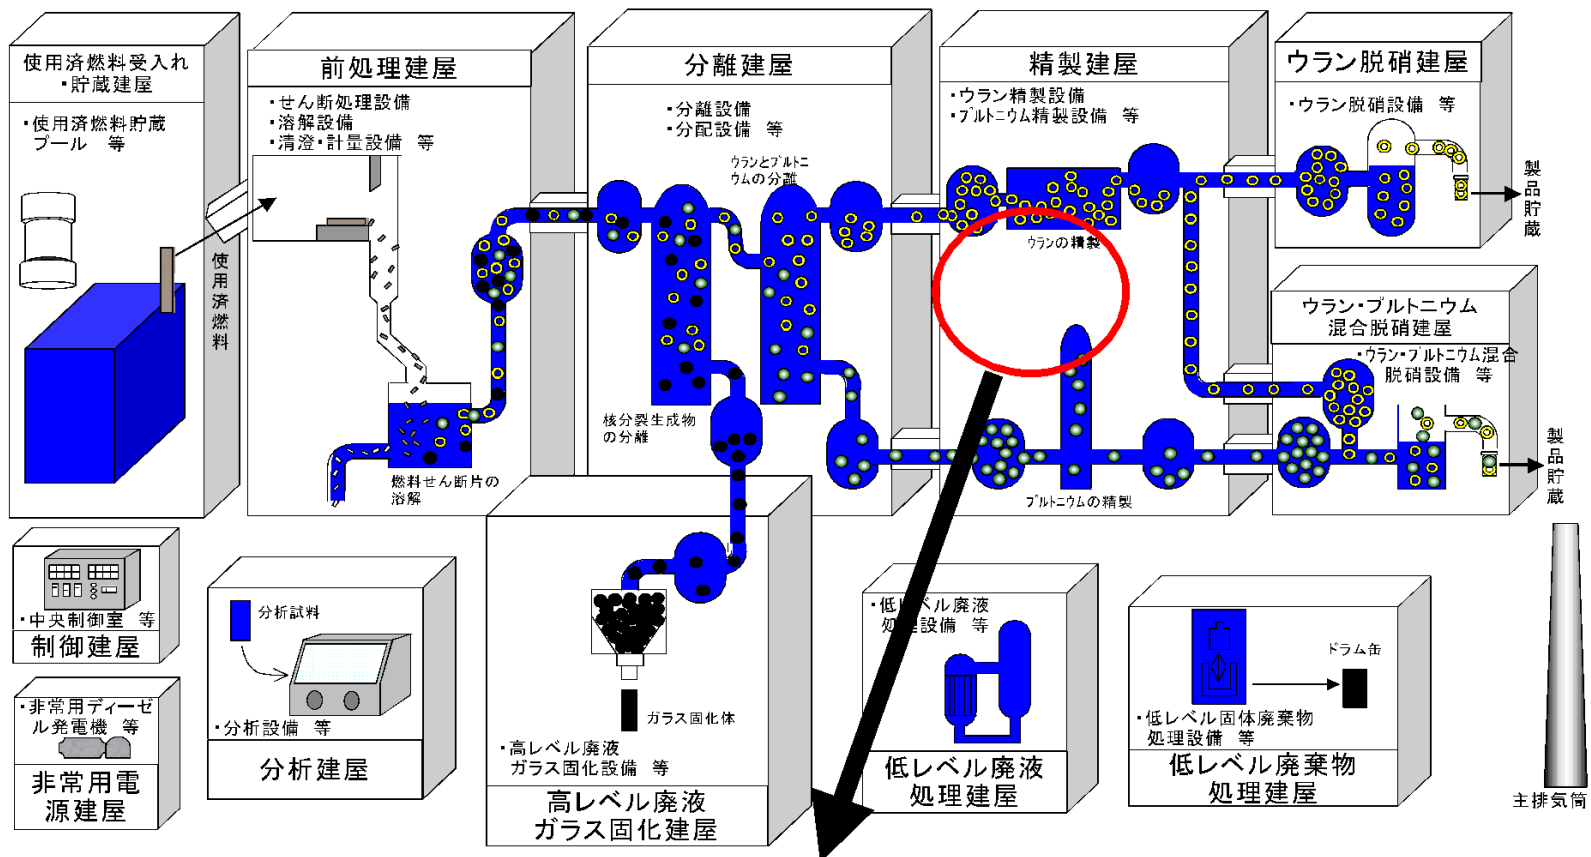 使用済燃料受入れ
・貯蔵建屋
・使用済燃料貯蔵
プール 等
使用済燃料
前処理建屋
・せん断処理設備
・溶解設備
・清澄・計量設備 等
燃料せん断片の
溶解
分離建屋
・分離設備
・分配設備 等
ウランとプルトニ
ウムの分離
核分裂生成物
の分離
精製建屋
・ウラン精製設備
・プルトニウム精製設備 等
ウランの精製
プルトニウムの精製
ウラン脱硝建屋
・ウラン脱硝設備 等
製品貯蔵
ウラン・プルトニウム
混合脱硝建屋
・ウラン・プルトニウム混合
脱硝設備 等
製品貯蔵
・中央制御室 等
制御建屋
・非常用ディーゼ
ル発電機 等
非常用電
源建屋
分析試料
・分析設備 等
分析建屋
ガラス固化体
・高レベル廃液
ガラス固化設備 等
高レベル廃液
ガラス固化建屋
・低レベル廃液
処理設備 等
低レベル廃液
処理建屋
ドラム缶
・低レベル固体廃棄物
処理設備 等
低レベル廃棄物
処理建屋
主排気筒